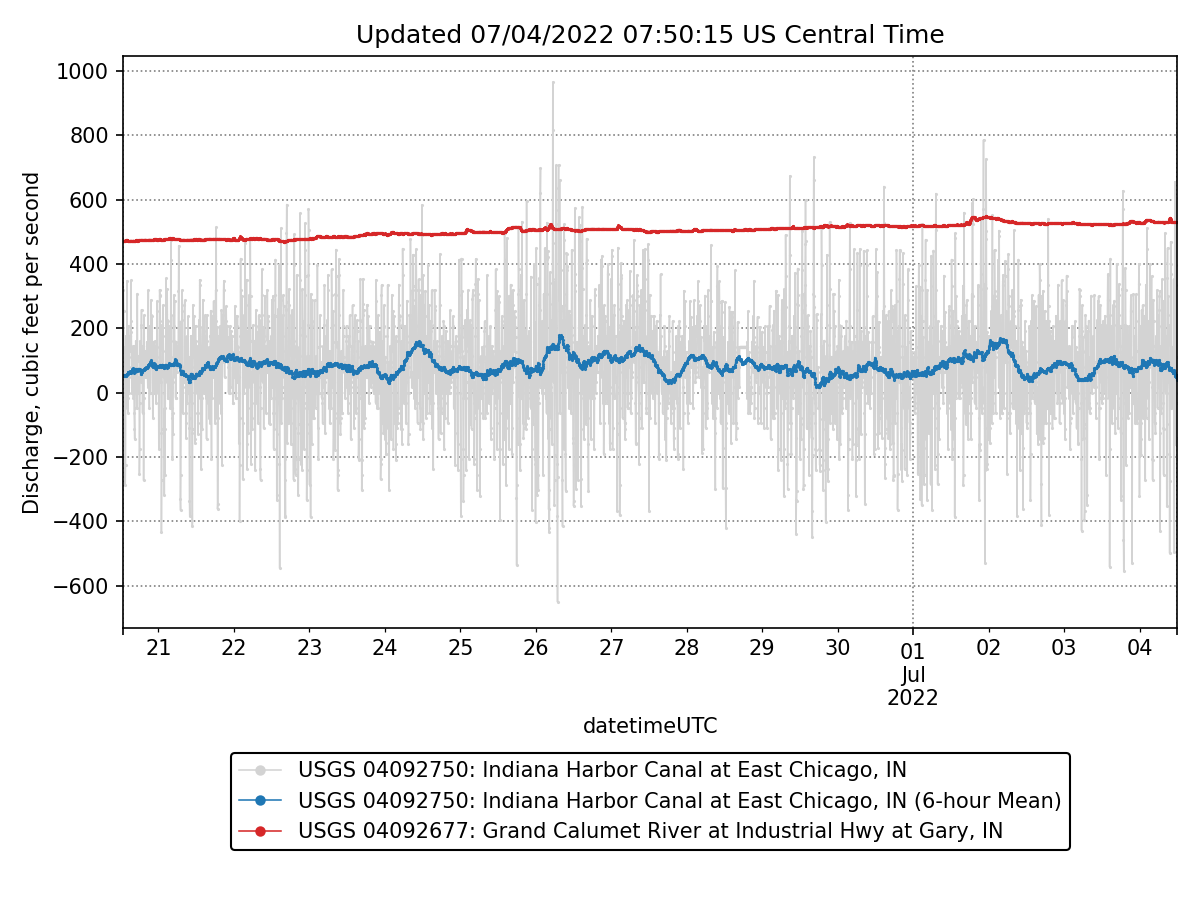 Updated 07/04/2022 07:50:15 US Central Time
Discharge, cubic feet per second
1000
800
600
400
200
0
−200
−400
−600
21 22 23 24 25 26 27 28 29 30 01 02 03 04
Jul
2022
datetimeUTC
USGS 04092750: Indiana Harbor Canal at East Chicago, IN
USGS 04092750: Indiana Harbor Canal at East Chicago, IN (6-hour Mean)
USGS 04092677: Grand Calumet River at Industrial Hwy at Gary, IN